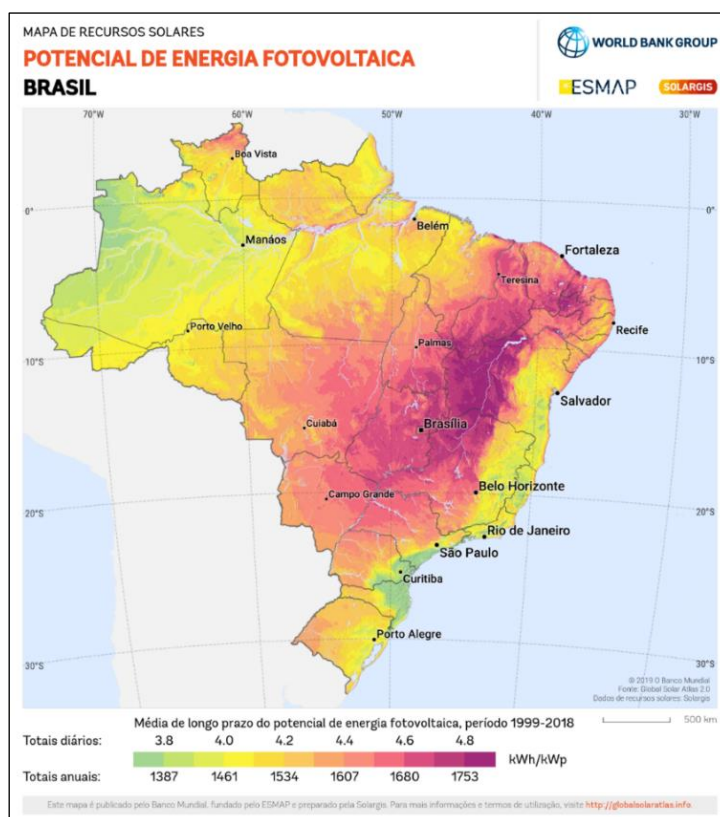 MAPA DE RECURSOS SOLARES
POTENCIAL DE ENERGIA FOTOVOLTAICA
BRASIL
WORLD BANK GROUP
ESMAP
SOLARGIS
70°W
60°W
50°W
40°W
30°W
Boa Vista
0°
0°
Manáos
Belém
Fortaleza
Teresina
Porto Velho
Palmas
Recife
10°S
10°S
Salvador
Cuiabá
Brasília
Campo Grande
Belo Horizonte
20°S
20°S
Rio de Janeiro
São Paulo
Curitiba
Porto Alegre
30°S
30°S
70°W
60°W
50°W
40°W
30°W
© 2019 O Banco Mundial
Fonte: Global Solar Atlas 2.0
Dados de recursos solares: Solargis
Média de longo prazo do potencial de energia fotovoltaica, período 1999-2018
500 km
Totais diários: 3.8 4.0 4.2 4.4 4.6 4.8
kWh/kWp
Totais anuais: 1387 1461 1534 1607 1680 1753
Este mapa é publicado pelo Banco Mundial, fundado pelo ESMAP e preparado pela Solargis. Para mais informações e termos de utilização, visite http://globalsolaratlas.info.